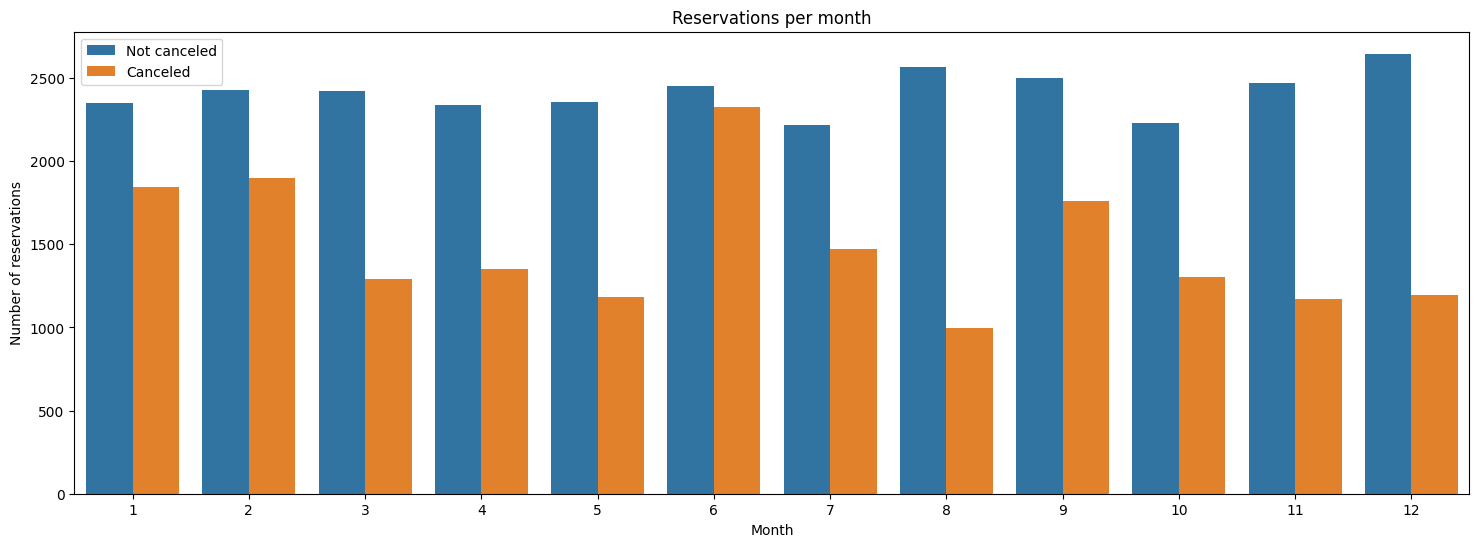 Reservations per month
Not canceled
Canceled
Number of reservations
2500
2000
1500
1000
500
0
1 2 3 4 5 6 7 8 9 10 11 12
Month